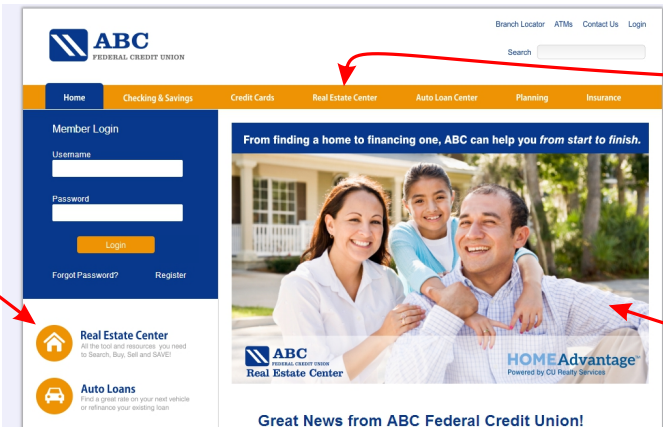 Branch Locator ATMs Contact Us Login
ABC
FEDERAL CREDIT UNION
Search
Home Checking & Savings Credit Cards Real Estate Center Auto Loan Center Planning Insurance
Member Login
Username
Password
Login
Forgot Password? Register
From finding a home to financing one, ABC can help you from start to finish.
ABC
FEDERAL CREDIT UNION
Real Estate Center
HOMEAdvantage™
Powered by CU Realty Services
Real Estate Center
All the tool and resources you need
to Search, Buy, Sell and SAVE!
Auto Loans
Find a great rate on your next vehicle
or refinance your existing loan
Great News from ABC Federal Credit Union!